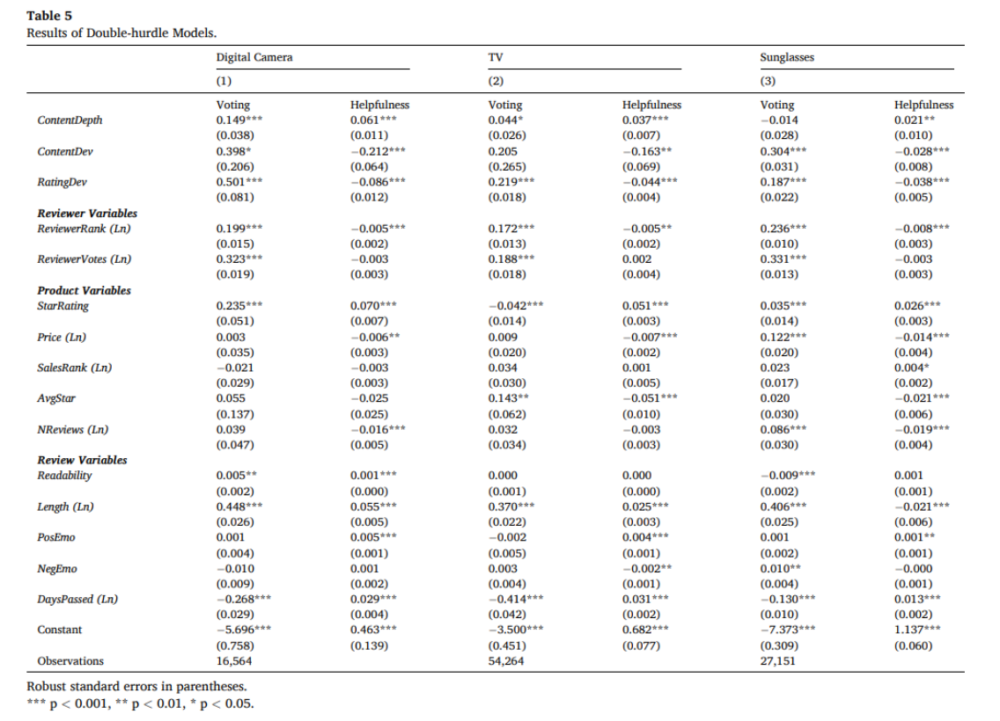 Table 5
Results of Double-hurdle Models.
Digital Camera TV Sunglasses
(1) (2) (3)
Voting Helpfulness Voting Helpfulness Voting Helpfulness
ContentDepth 0.149*** 0.061*** 0.044* 0.037*** −0.014 0.021**
(0.038) (0.011) (0.026) (0.007) (0.028) (0.010)
ContentDev 0.398* −0.212*** 0.205 −0.163** 0.304*** −0.028***
(0.206) (0.064) (0.265) (0.069) (0.031) (0.008)
RatingDev 0.501*** −0.086*** 0.219*** −0.044*** 0.187*** −0.038***
(0.081) (0.012) (0.018) (0.004) (0.022) (0.005)
Reviewer Variables
ReviewerRank (Ln) 0.199*** −0.005*** 0.172*** −0.005** 0.236*** −0.008***
(0.015) (0.002) (0.013) (0.002) (0.010) (0.003)
ReviewerVotes (Ln) 0.323*** −0.003 0.188*** 0.002 0.331*** −0.003
(0.019) (0.003) (0.018) (0.004) (0.013) (0.003)
Product Variables
StarRating 0.235*** 0.070*** −0.042*** 0.051*** 0.035*** 0.026***
(0.051) (0.007) (0.014) (0.003) (0.014) (0.003)
Price (Ln) 0.003 −0.006** 0.009 −0.007*** 0.122*** −0.014***
(0.035) (0.003) (0.020) (0.002) (0.020) (0.004)
SalesRank (Ln) −0.021 −0.003 0.034 0.001 0.023 0.004*
(0.029) (0.003) (0.030) (0.005) (0.017) (0.002)
AvgStar 0.055 −0.025 0.143** −0.051*** 0.020 −0.021***
(0.137) (0.025) (0.062) (0.010) (0.030) (0.006)
NReviews (Ln) 0.039 −0.016*** 0.032 −0.003 0.086*** −0.019***
(0.047) (0.005) (0.034) (0.003) (0.030) (0.004)
Review Variables
Readability 0.005** 0.001*** 0.000 0.000 −0.009*** 0.001
(0.002) (0.000) (0.001) (0.000) (0.002) (0.001)
Length (Ln) 0.448*** 0.055*** 0.370*** 0.025*** 0.406*** −0.021***
(0.026) (0.005) (0.022) (0.003) (0.025) (0.006)
PosEmo 0.001 0.005*** −0.002 0.004*** 0.001 0.001**
(0.004) (0.001) (0.005) (0.001) (0.002) (0.001)
NegEmo −0.010 0.001 0.003 −0.002** 0.010** −0.000
(0.009) (0.002) (0.004) (0.001) (0.004) (0.001)
DaysPassed (Ln) −0.268*** 0.029*** −0.414*** 0.031*** −0.130*** 0.013***
(0.029) (0.004) (0.042) (0.002) (0.010) (0.002)
Constant −5.696*** 0.463*** −3.500*** 0.682*** −7.373*** 1.137***
(0.758) (0.139) (0.451) (0.077) (0.309) (0.060)
Observations 16,564 54,264 27,151
Robust standard errors in parentheses.
*** p < 0.001, ** p < 0.01, * p < 0.05.